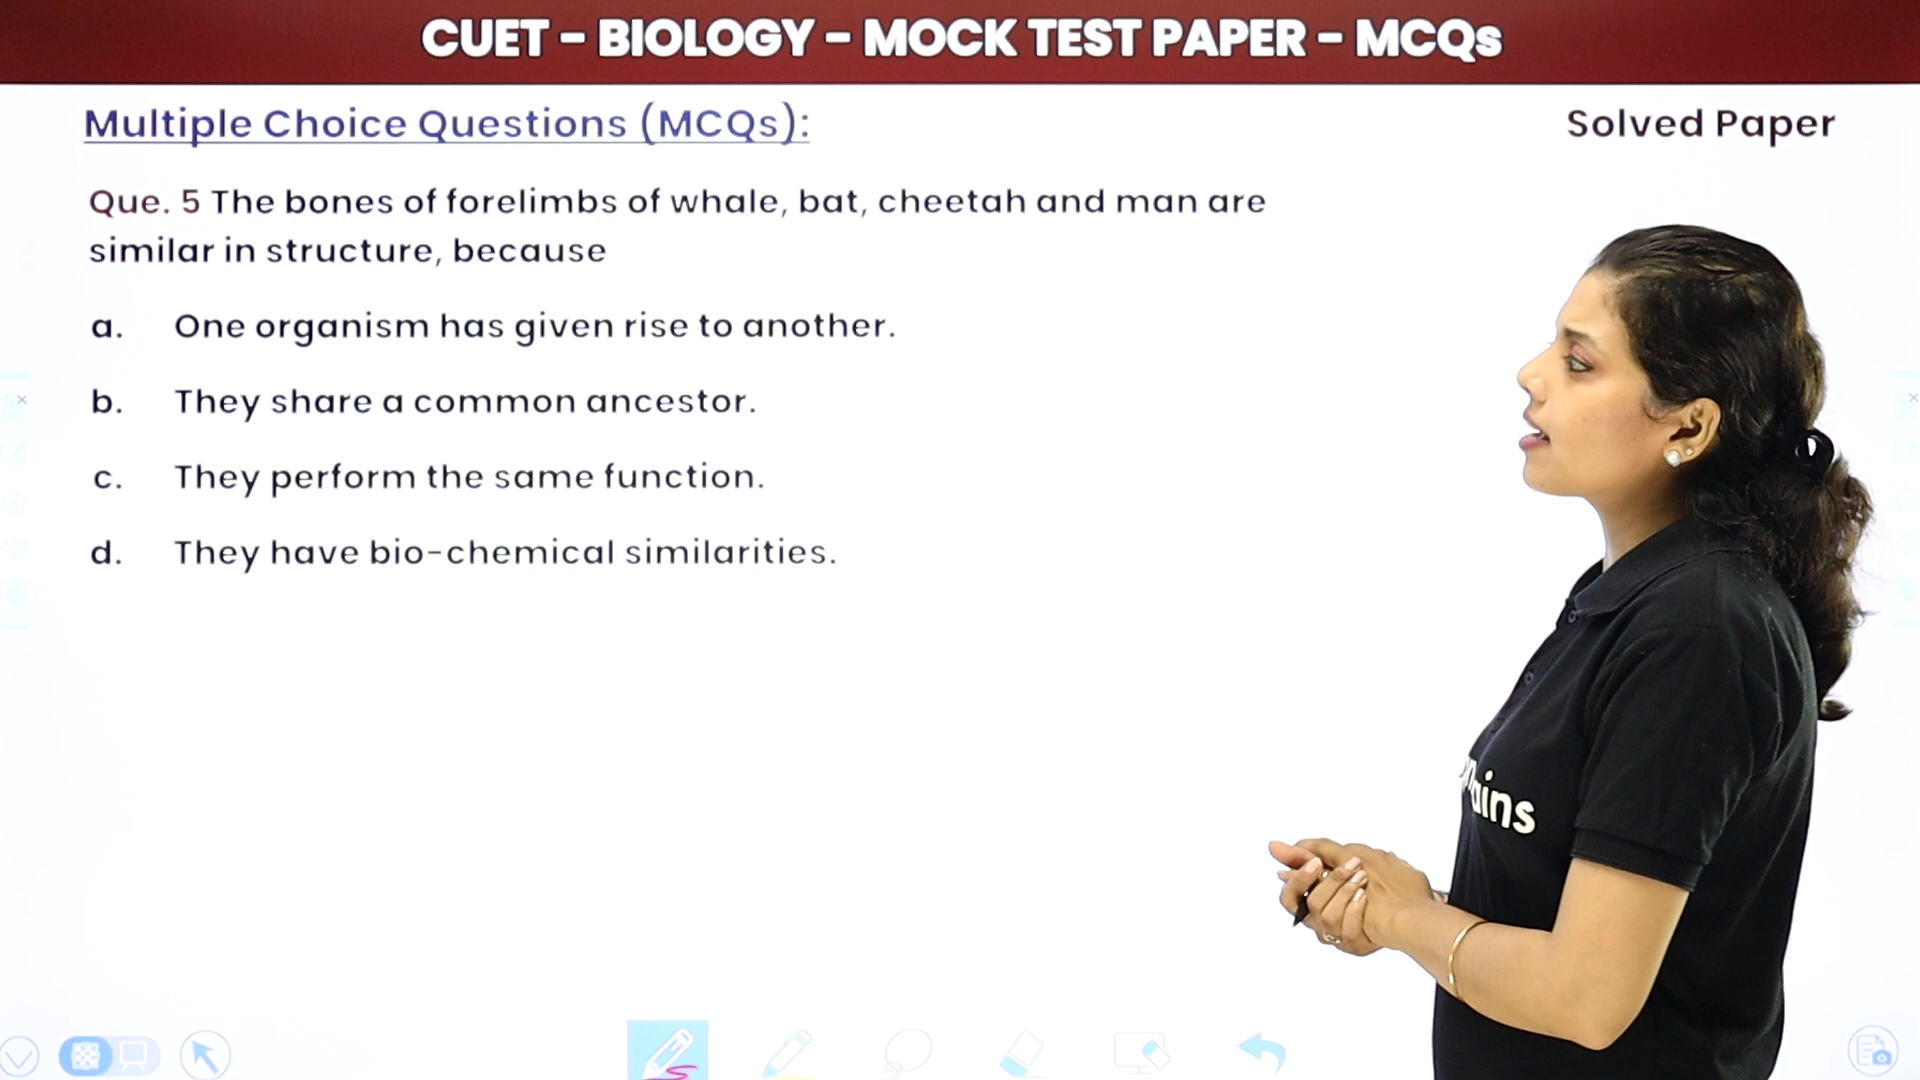 CUET - BIOLOGY - MOCK TEST PAPER - MCQs
Multiple Choice Questions (MCQs):
Solved Paper
Que. 5 The bones of forelimbs of whale, bat, cheetah and man are
similar in structure, because
a. One organism has given rise to another.
b. They share a common ancestor.
c. They perform the same function.
d. They have bio-chemical similarities.